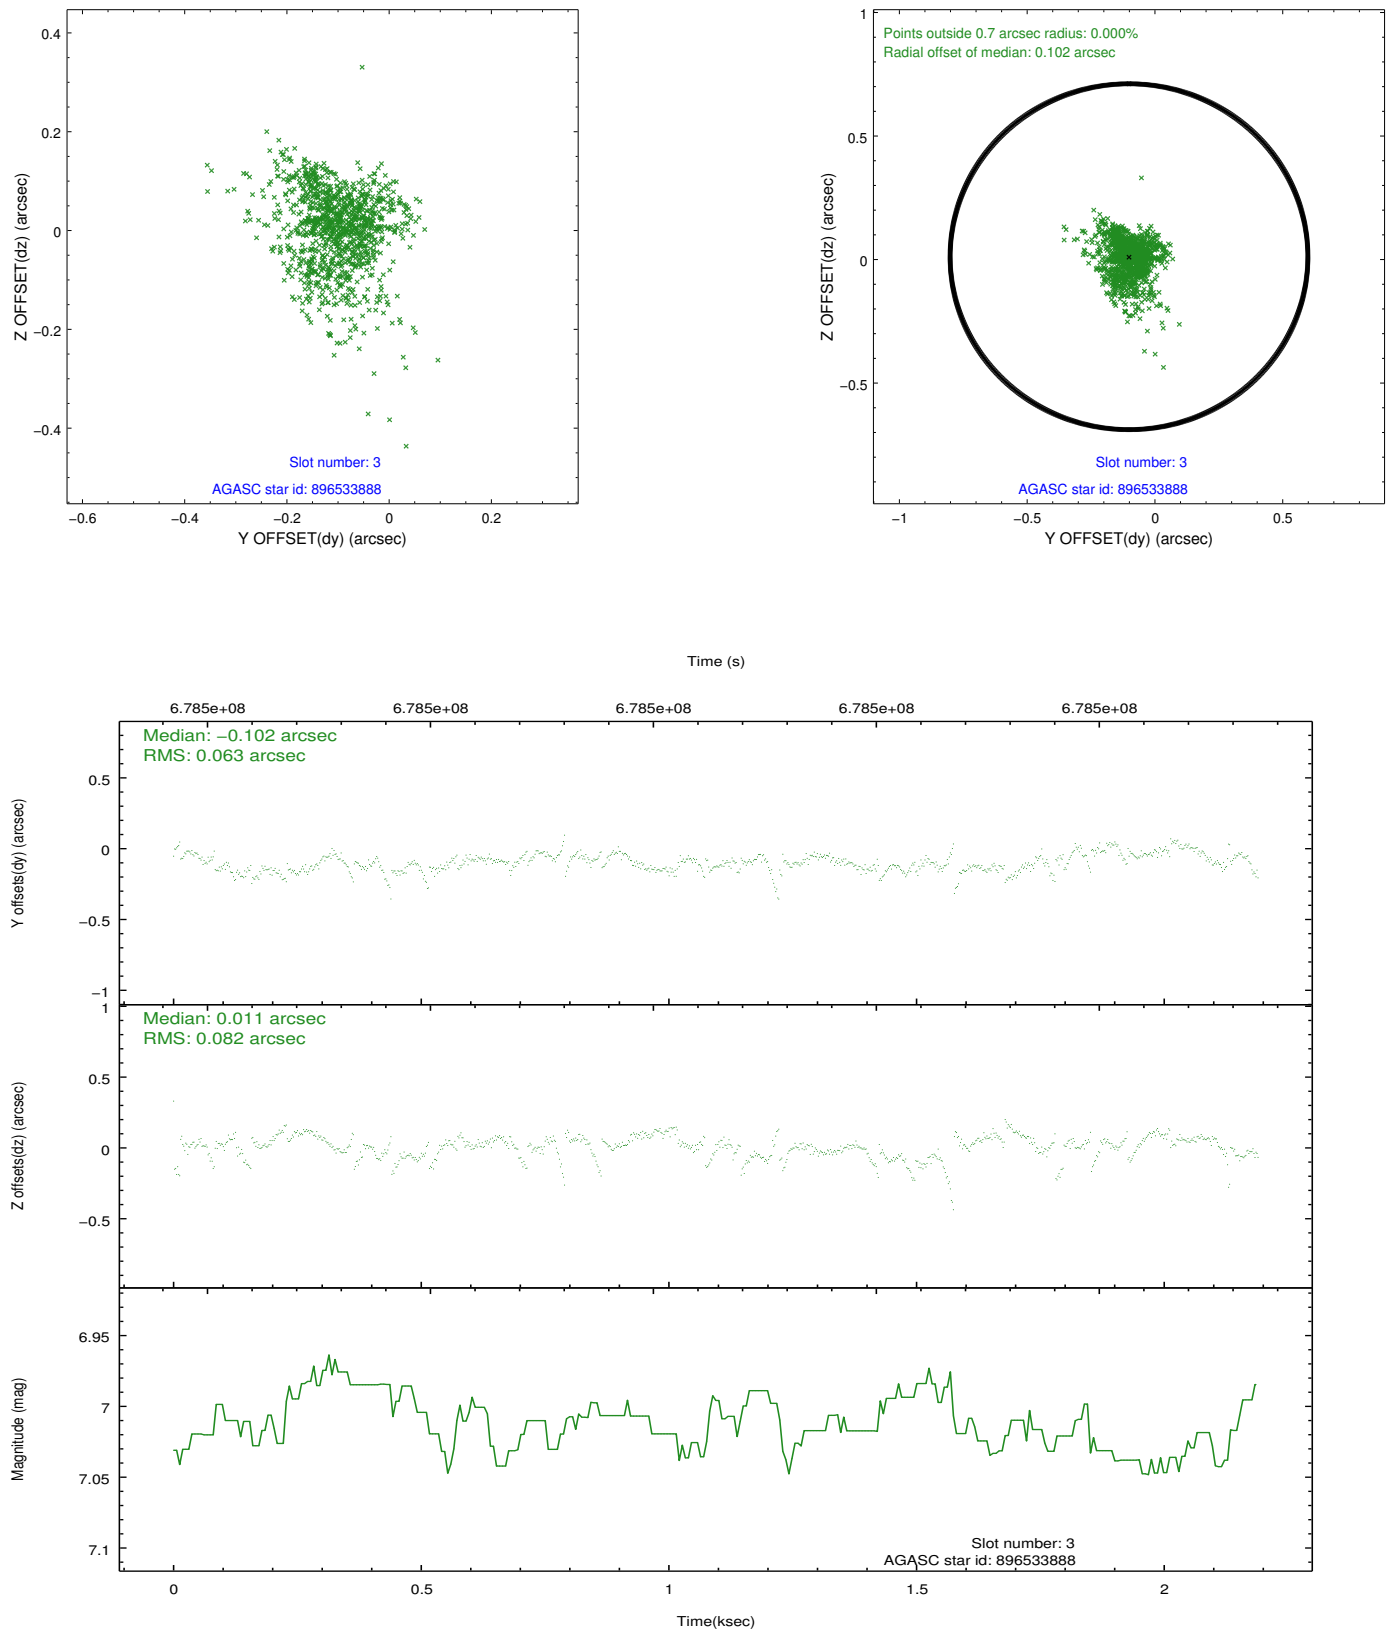 0.4
0.2
0
−0.2
−0.4
Z OFFSET(dz) (arcsec)
Slot number: 3
AGASC star id: 896533888
−0.6
−0.4
−0.2
0
0.2
Y OFFSET(dy) (arcsec)
Points outside 0.7 arcsec radius: 0.000%
Radial offset of median: 0.102 arcsec
1
0.5
0
−0.5
Z OFFSET(dz) (arcsec)
Slot number: 3
AGASC star id: 896533888
−1
−0.5
0
0.5
Y OFFSET(dy) (arcsec)
Time (s)
6.785e+08
6.785e+08
6.785e+08
6.785e+08
6.785e+08
Median: −0.102 arcsec
RMS: 0.063 arcsec
0.5
0
−0.5
−1
Y offsets(dy) (arcsec)
Median: 0.011 arcsec
RMS: 0.082 arcsec
1
0.5
0
−0.5
Z offsets(dz) (arcsec)
6.95
7
7.05
7.1
Magnitude (mag)
Slot number: 3
AGASC star id: 896533888
0
0.5
1
1.5
2
Time(ksec)